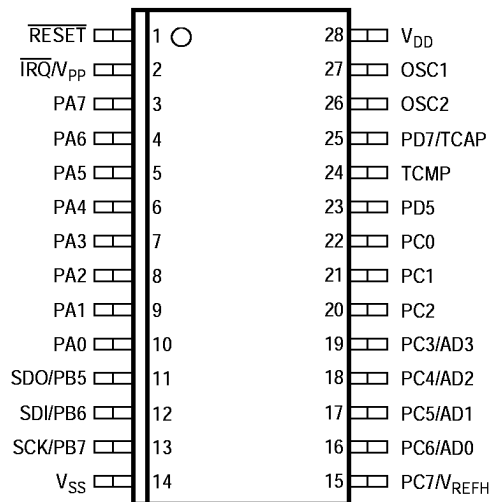 RESET 1 28 VDD
IRQ/VPP 2 27 OSC1
PA7 3 26 OSC2
PA6 4 25 PD7/TCAP
PA5 5 24 TCMP
PA4 6 23 PD5
PA3 7 22 PC0
PA2 8 21 PC1
PA1 9 20 PC2
PA0 10 19 PC3/AD3
SDO/PB5 11 18 PC4/AD2
SDI/PB6 12 17 PC5/AD1
SCK/PB7 13 16 PC6/AD0
VSS 14 15 PC7/VREFH